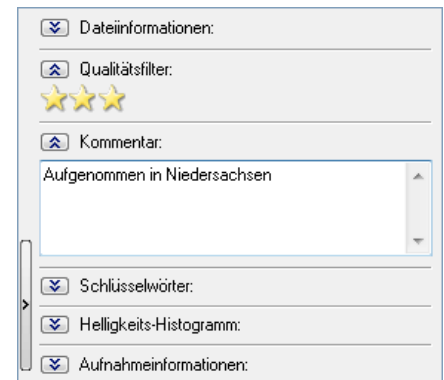 Dateiinformationen:
Qualitätsfilter:
Kommentar:
Aufgenommen in Niedersachsen
Schlüsselwörter:
Helligkeits-Histogramm:
Aufnahmeinformationen: